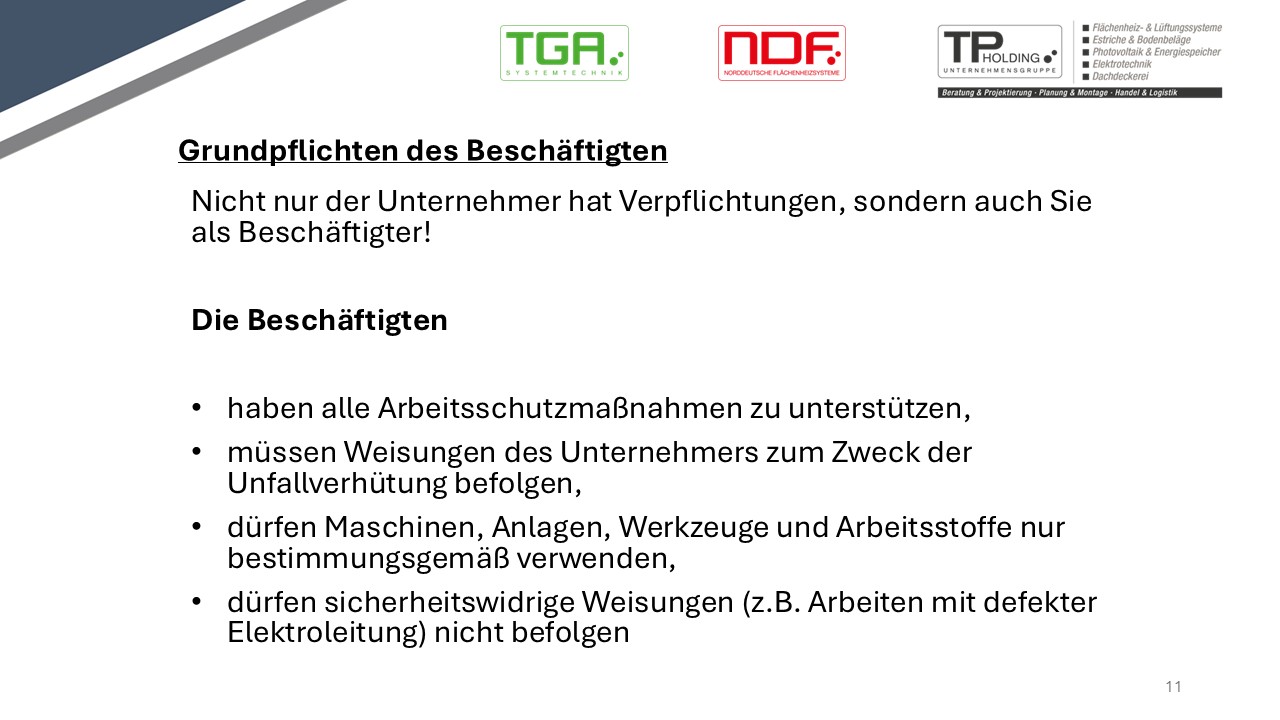 TGA
SYSTEMTECHNIK
NDF
NORDDEUTSCHE FLÄCHENHEIZSYSTEME
TP HOLDING
UNTERNEHMENSGRUPPE
Flächenheiz- & Lüftungssysteme
Estriche & Bodenbeläge
Photovoltaik & Energiespeicher
Elektrotechnik
Dachdeckerei
Beratung & Projektierung · Planung & Montage · Handel & Logistik
Grundpflichten des Beschäftigten
Nicht nur der Unternehmer hat Verpflichtungen, sondern auch Sie
als Beschäftigter!
Die Beschäftigten
• haben alle Arbeitsschutzmaßnahmen zu unterstützen,
• müssen Weisungen des Unternehmers zum Zweck der
Unfallverhütung befolgen,
• dürfen Maschinen, Anlagen, Werkzeuge und Arbeitsstoffe nur
bestimmungsgemäß verwenden,
• dürfen sicherheitswidrige Weisungen (z.B. Arbeiten mit defekter
Elektroleitung) nicht befolgen
11